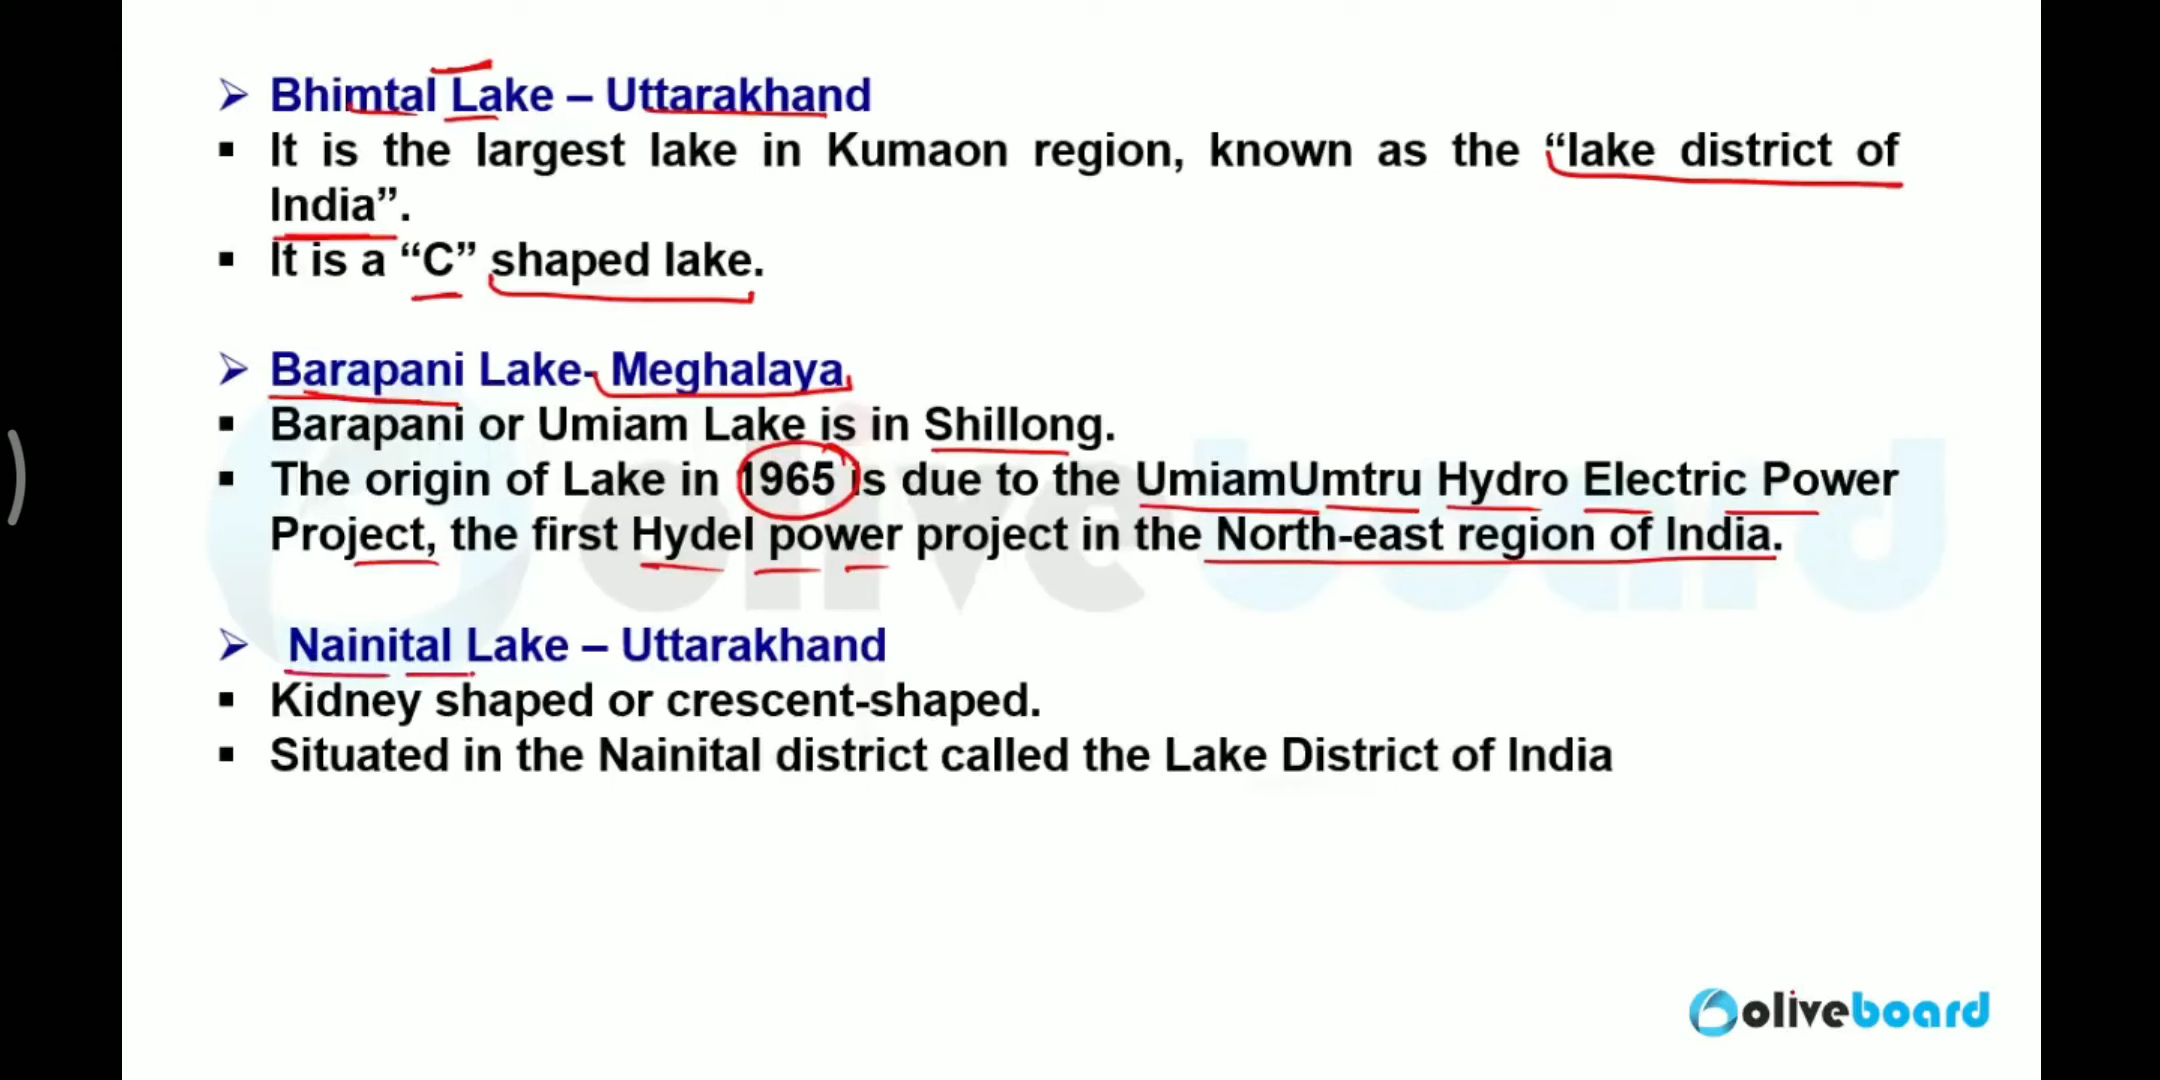 ➢ Bhimtal Lake – Uttarakhand
▪ It is the largest lake in Kumaon region, known as the “lake district of
India”.
▪ It is a “C” shaped lake.
➢ Barapani Lake- Meghalaya
▪ Barapani or Umiam Lake is in Shillong.
▪ The origin of Lake in 1965 is due to the UmiamUmtru Hydro Electric Power
Project, the first Hydel power project in the North-east region of India.
➢ Nainital Lake – Uttarakhand
▪ Kidney shaped or crescent-shaped.
▪ Situated in the Nainital district called the Lake District of India
oliveboard
oliveboard